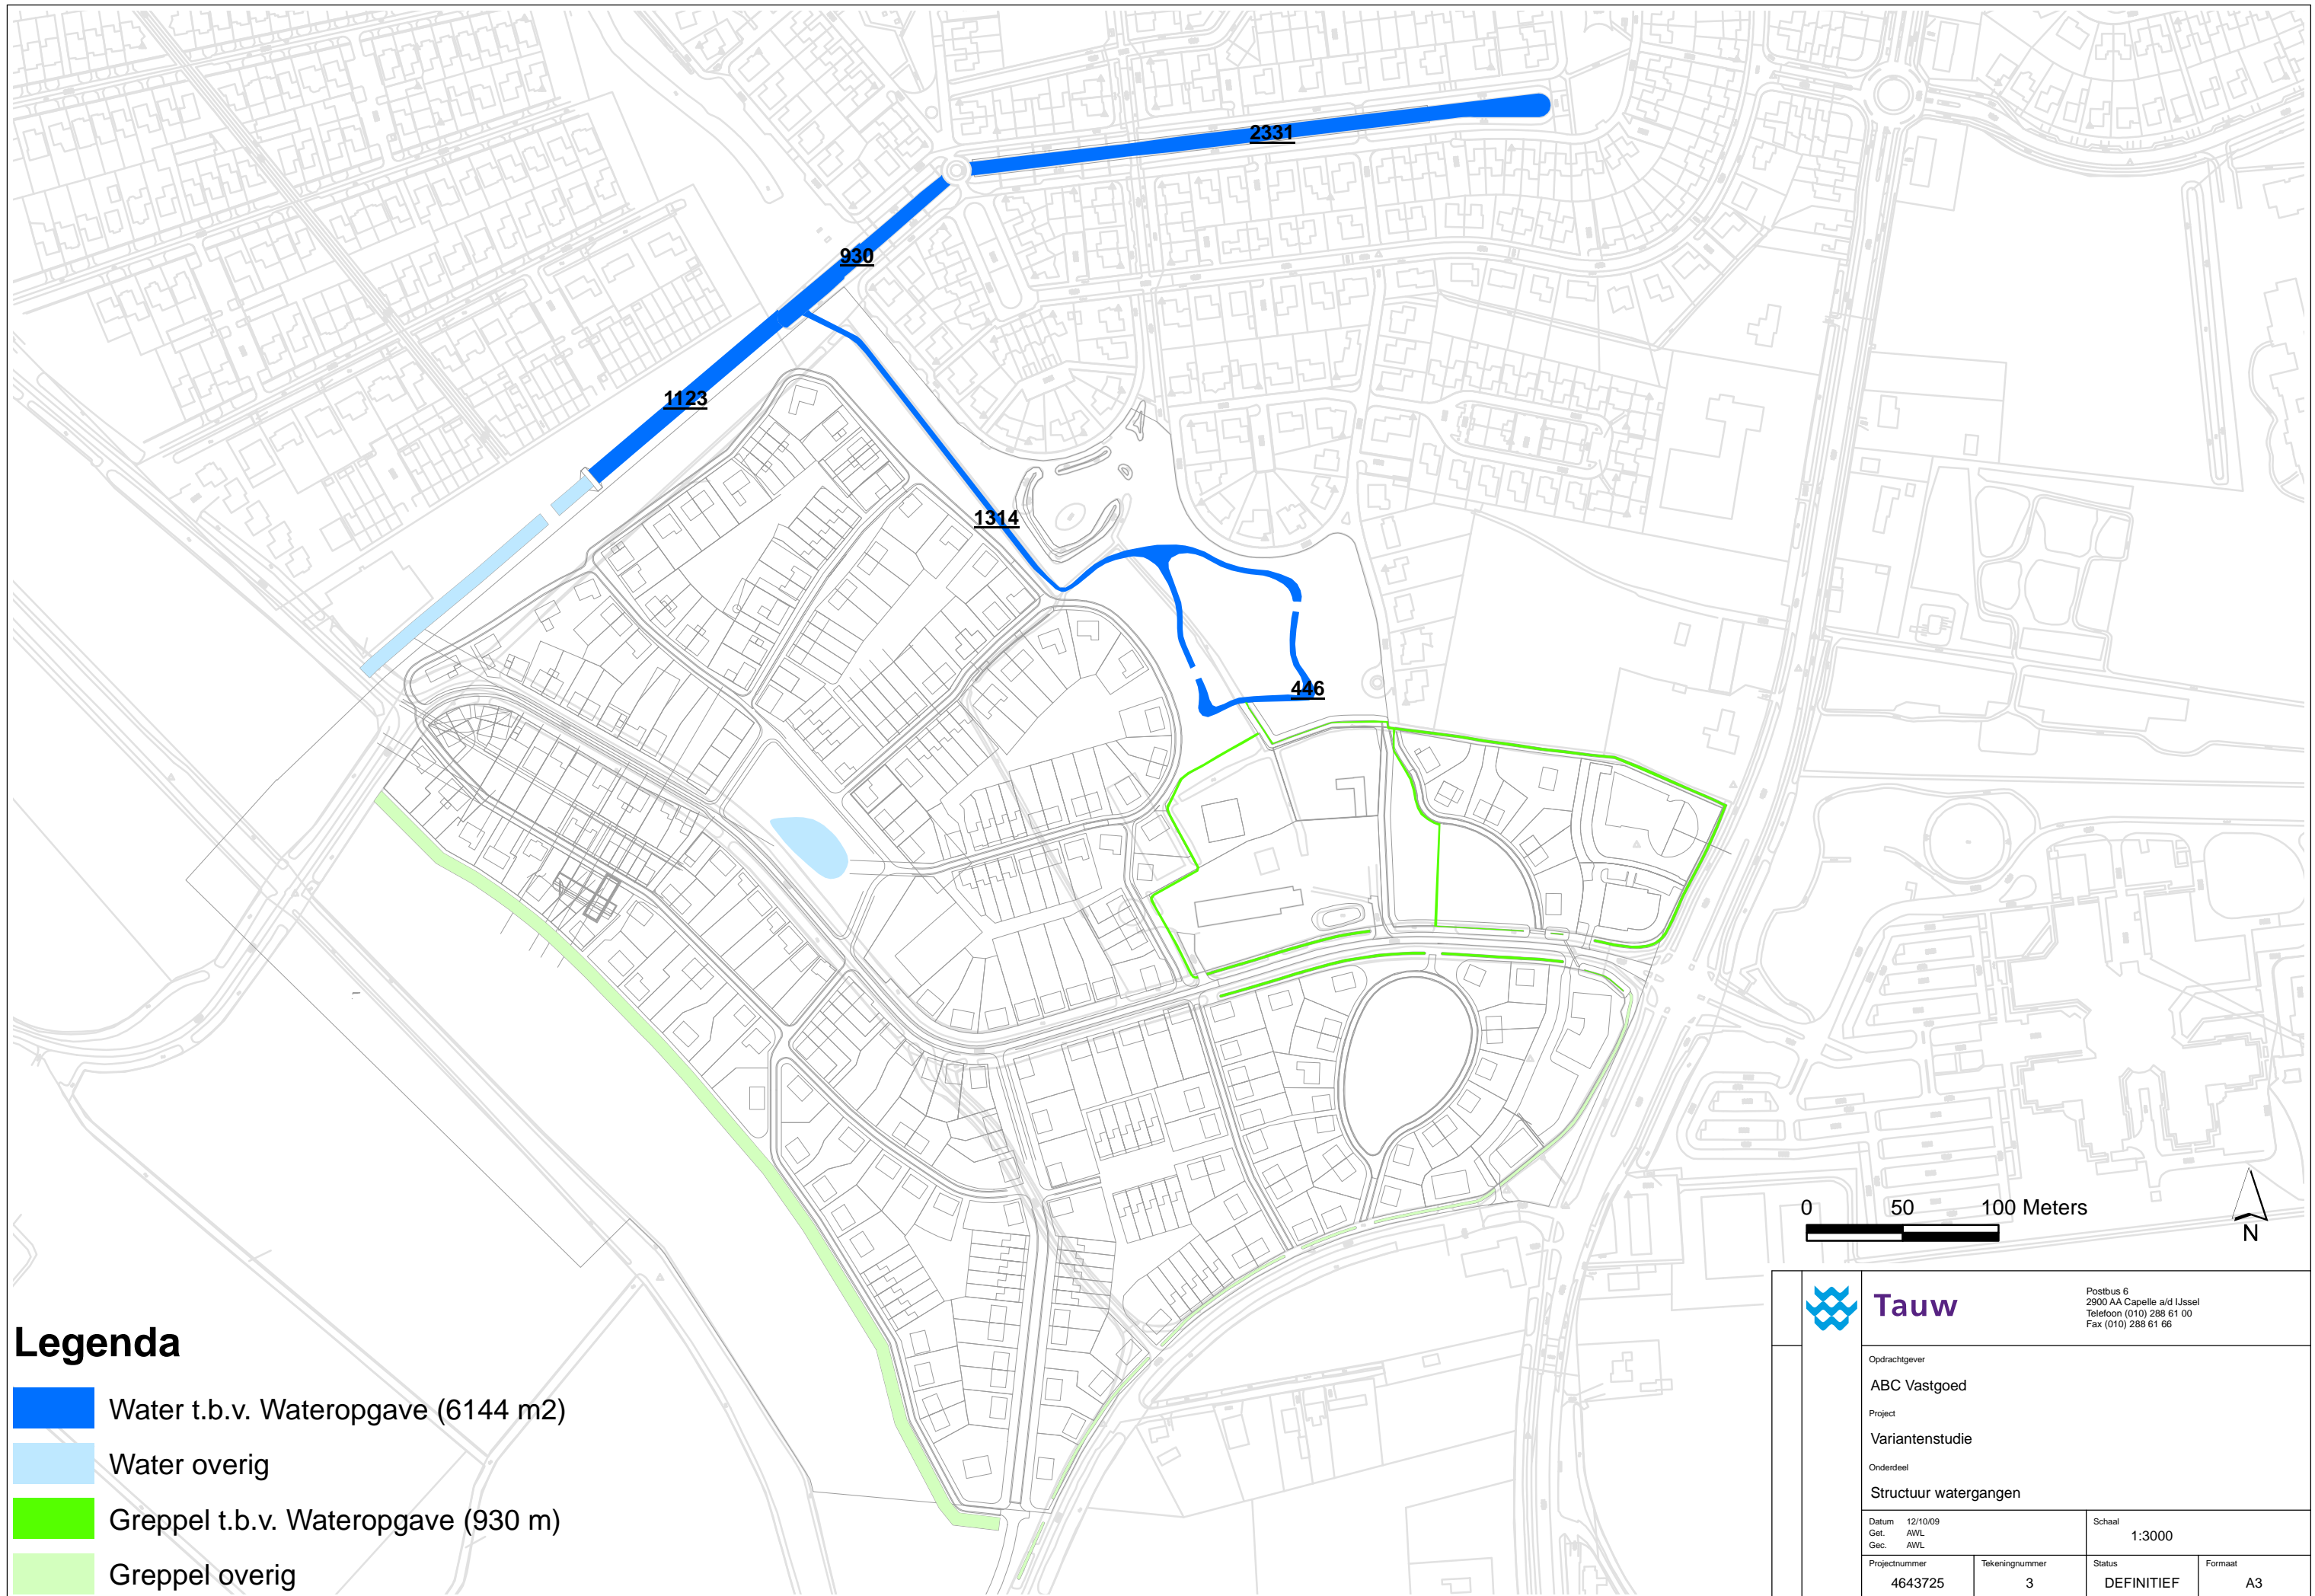 2331
930
1123
1314
446
0 50 100 Meters
N
Legenda
Water t.b.v. Wateropgave (6144 m2)
Water overig
Greppel t.b.v. Wateropgave (930 m)
Greppel overig
Tauw
Postbus 6
2900 AA Capelle a/d IJssel
Telefoon (010) 288 61 00
Fax (010) 288 61 66
Opdrachtgever
ABC Vastgoed
Project
Variantenstudie
Onderdeel
Structuur watergangen
Datum 12/10/09
Get. AWL
Gec. AWL
Schaal
1:3000
Projectnummer
4643725
Tekeningnummer
3
Status
DEFINITIEF
Formaat
A3